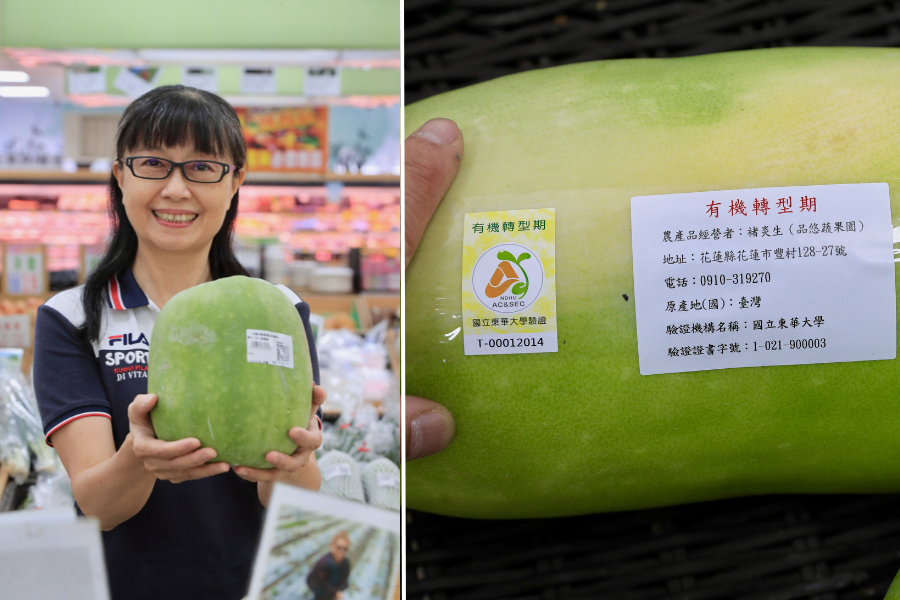 FILA
SPORT
DI VITA
有機轉型期
NDHU
AC&SEC
國立東華大學驗證
T-00012014
有機轉型期
農產品經營者：褚炎生（品悠蔬果園）
地址：花蓮縣花蓮市豐村128-27號
電話：0910-319270
原產地(國)：臺灣
驗證機構名稱：國立東華大學
驗證證書字號：1-021-900003